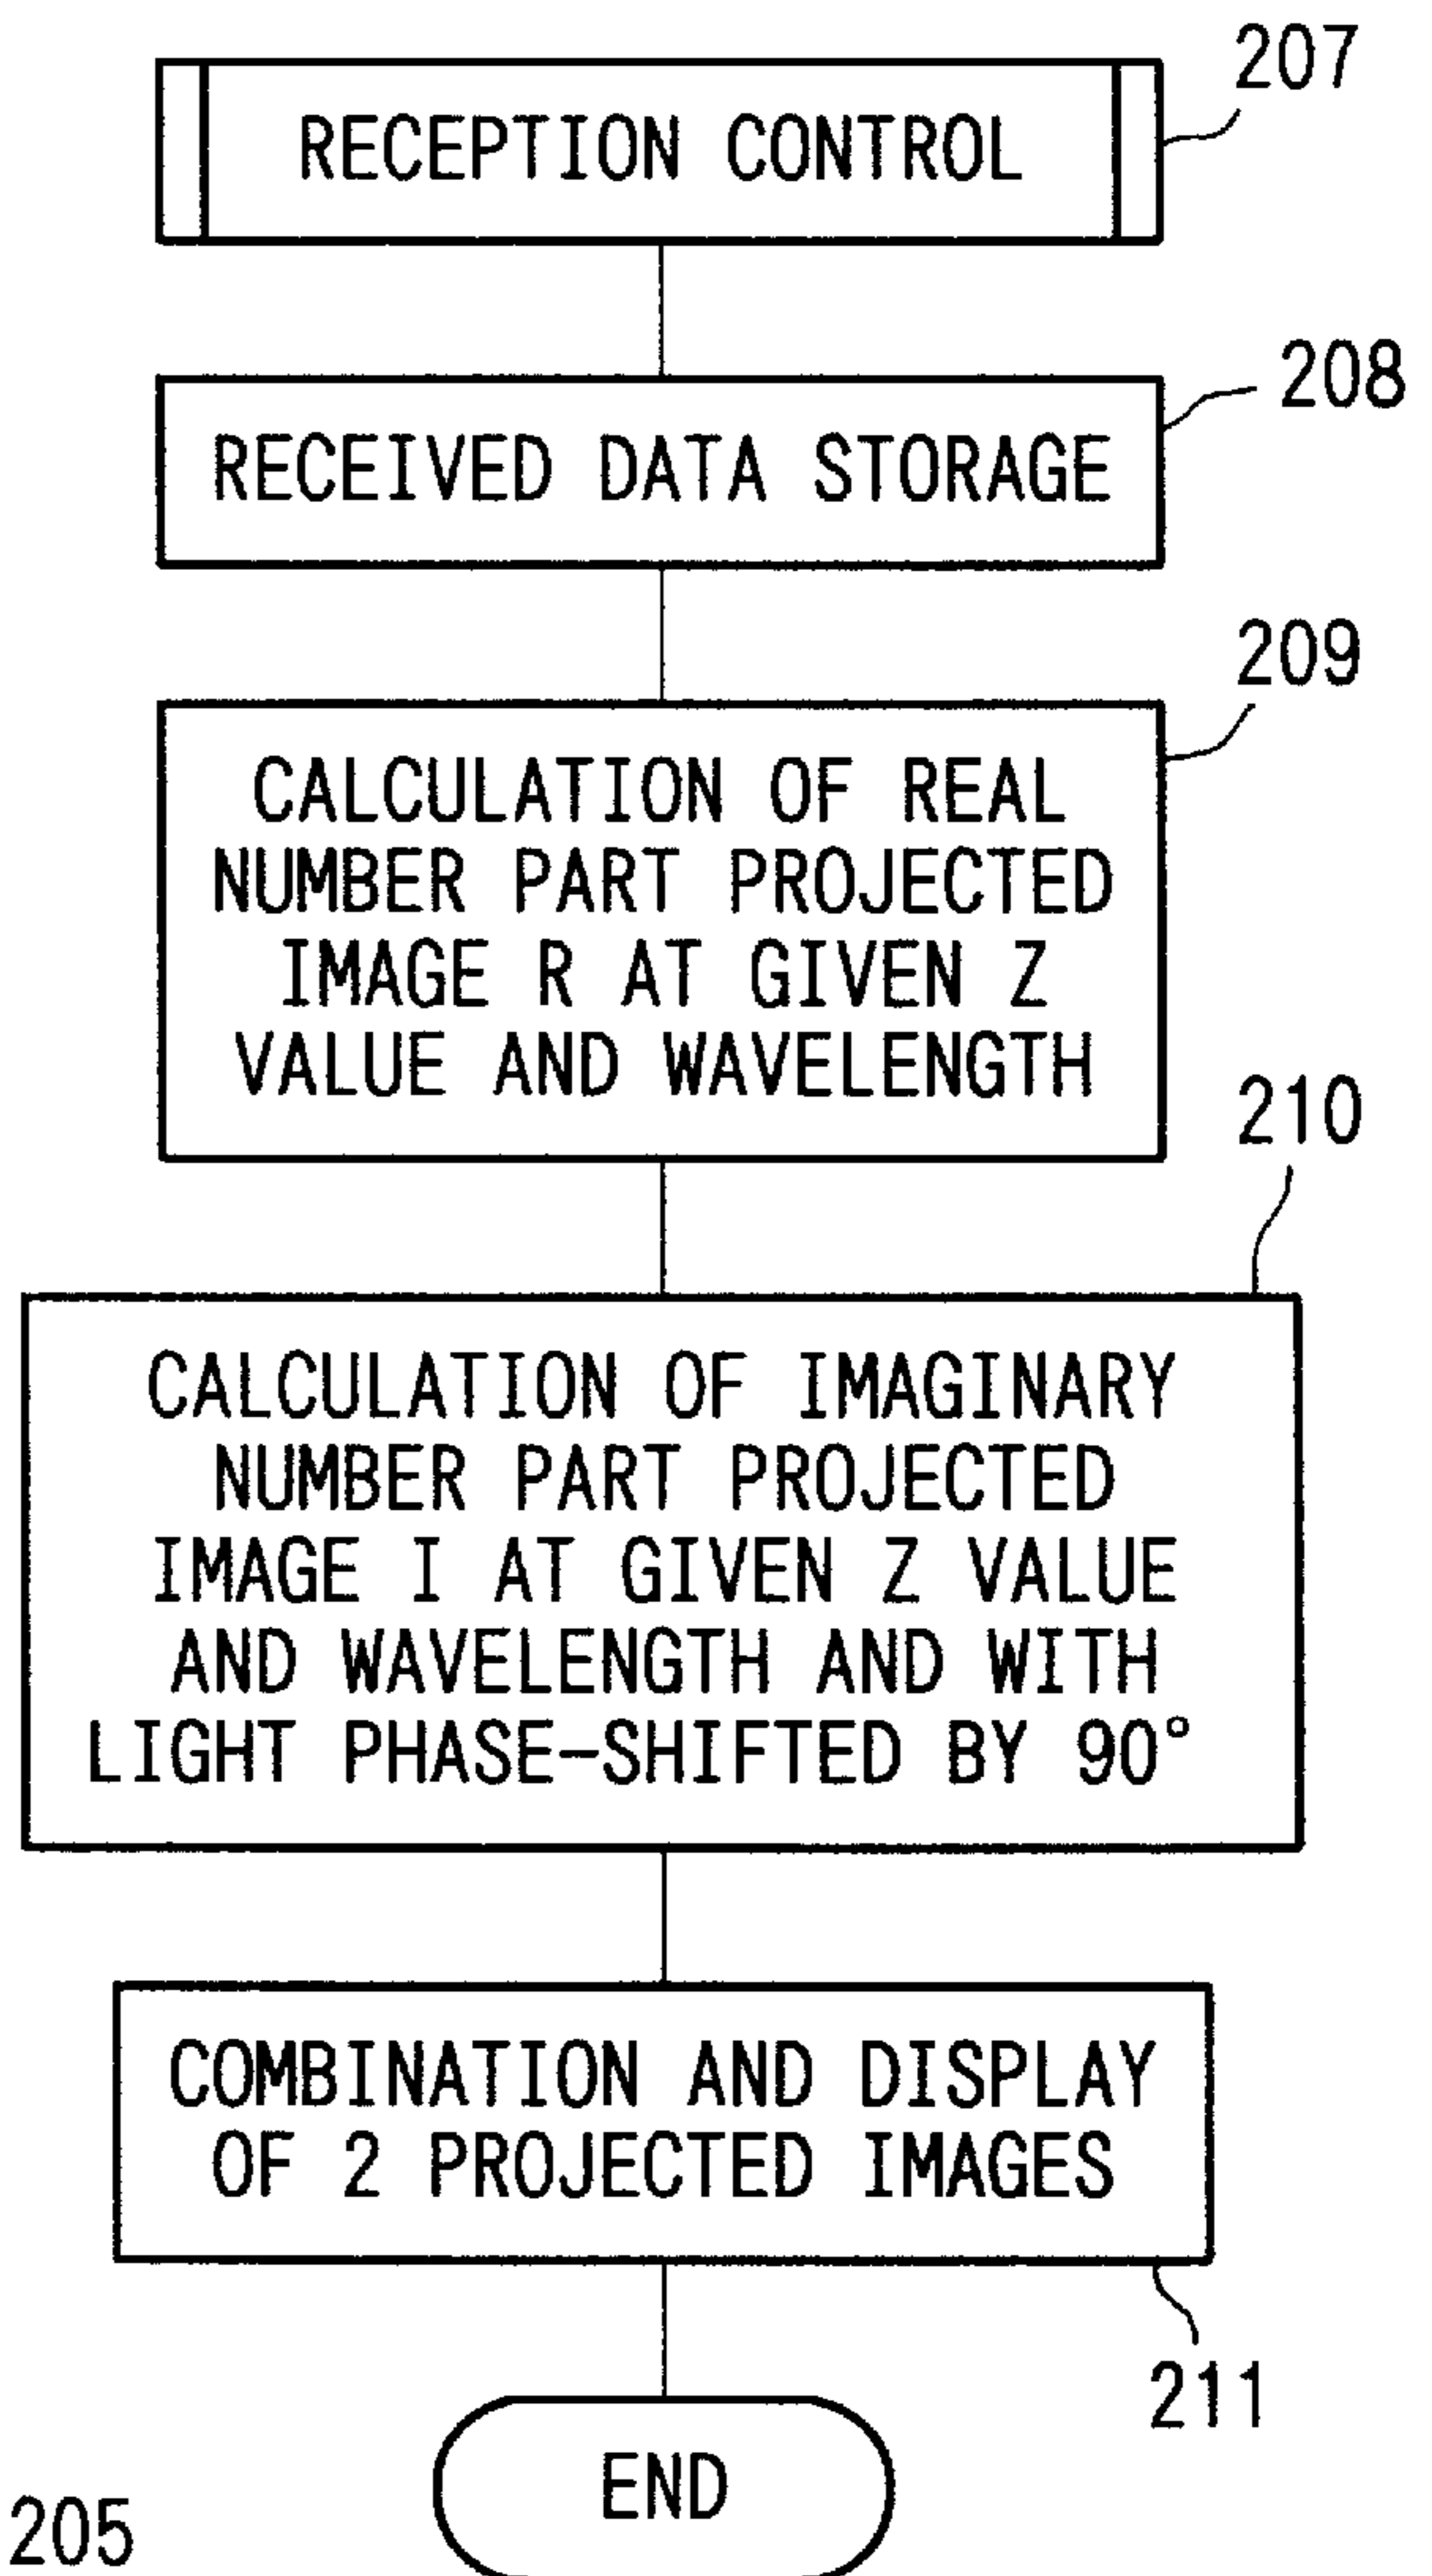 207
RECEPTION CONTROL
208
RECEIVED DATA STORAGE
209
CALCULATION OF REAL
NUMBER PART PROJECTED
IMAGE R AT GIVEN Z
VALUE AND WAVELENGTH
210
CALCULATION OF IMAGINARY
NUMBER PART PROJECTED
IMAGE I AT GIVEN Z VALUE
AND WAVELENGTH AND WITH
LIGHT PHASE-SHIFTED BY 90°
COMBINATION AND DISPLAY
OF 2 PROJECTED IMAGES
211
END
205